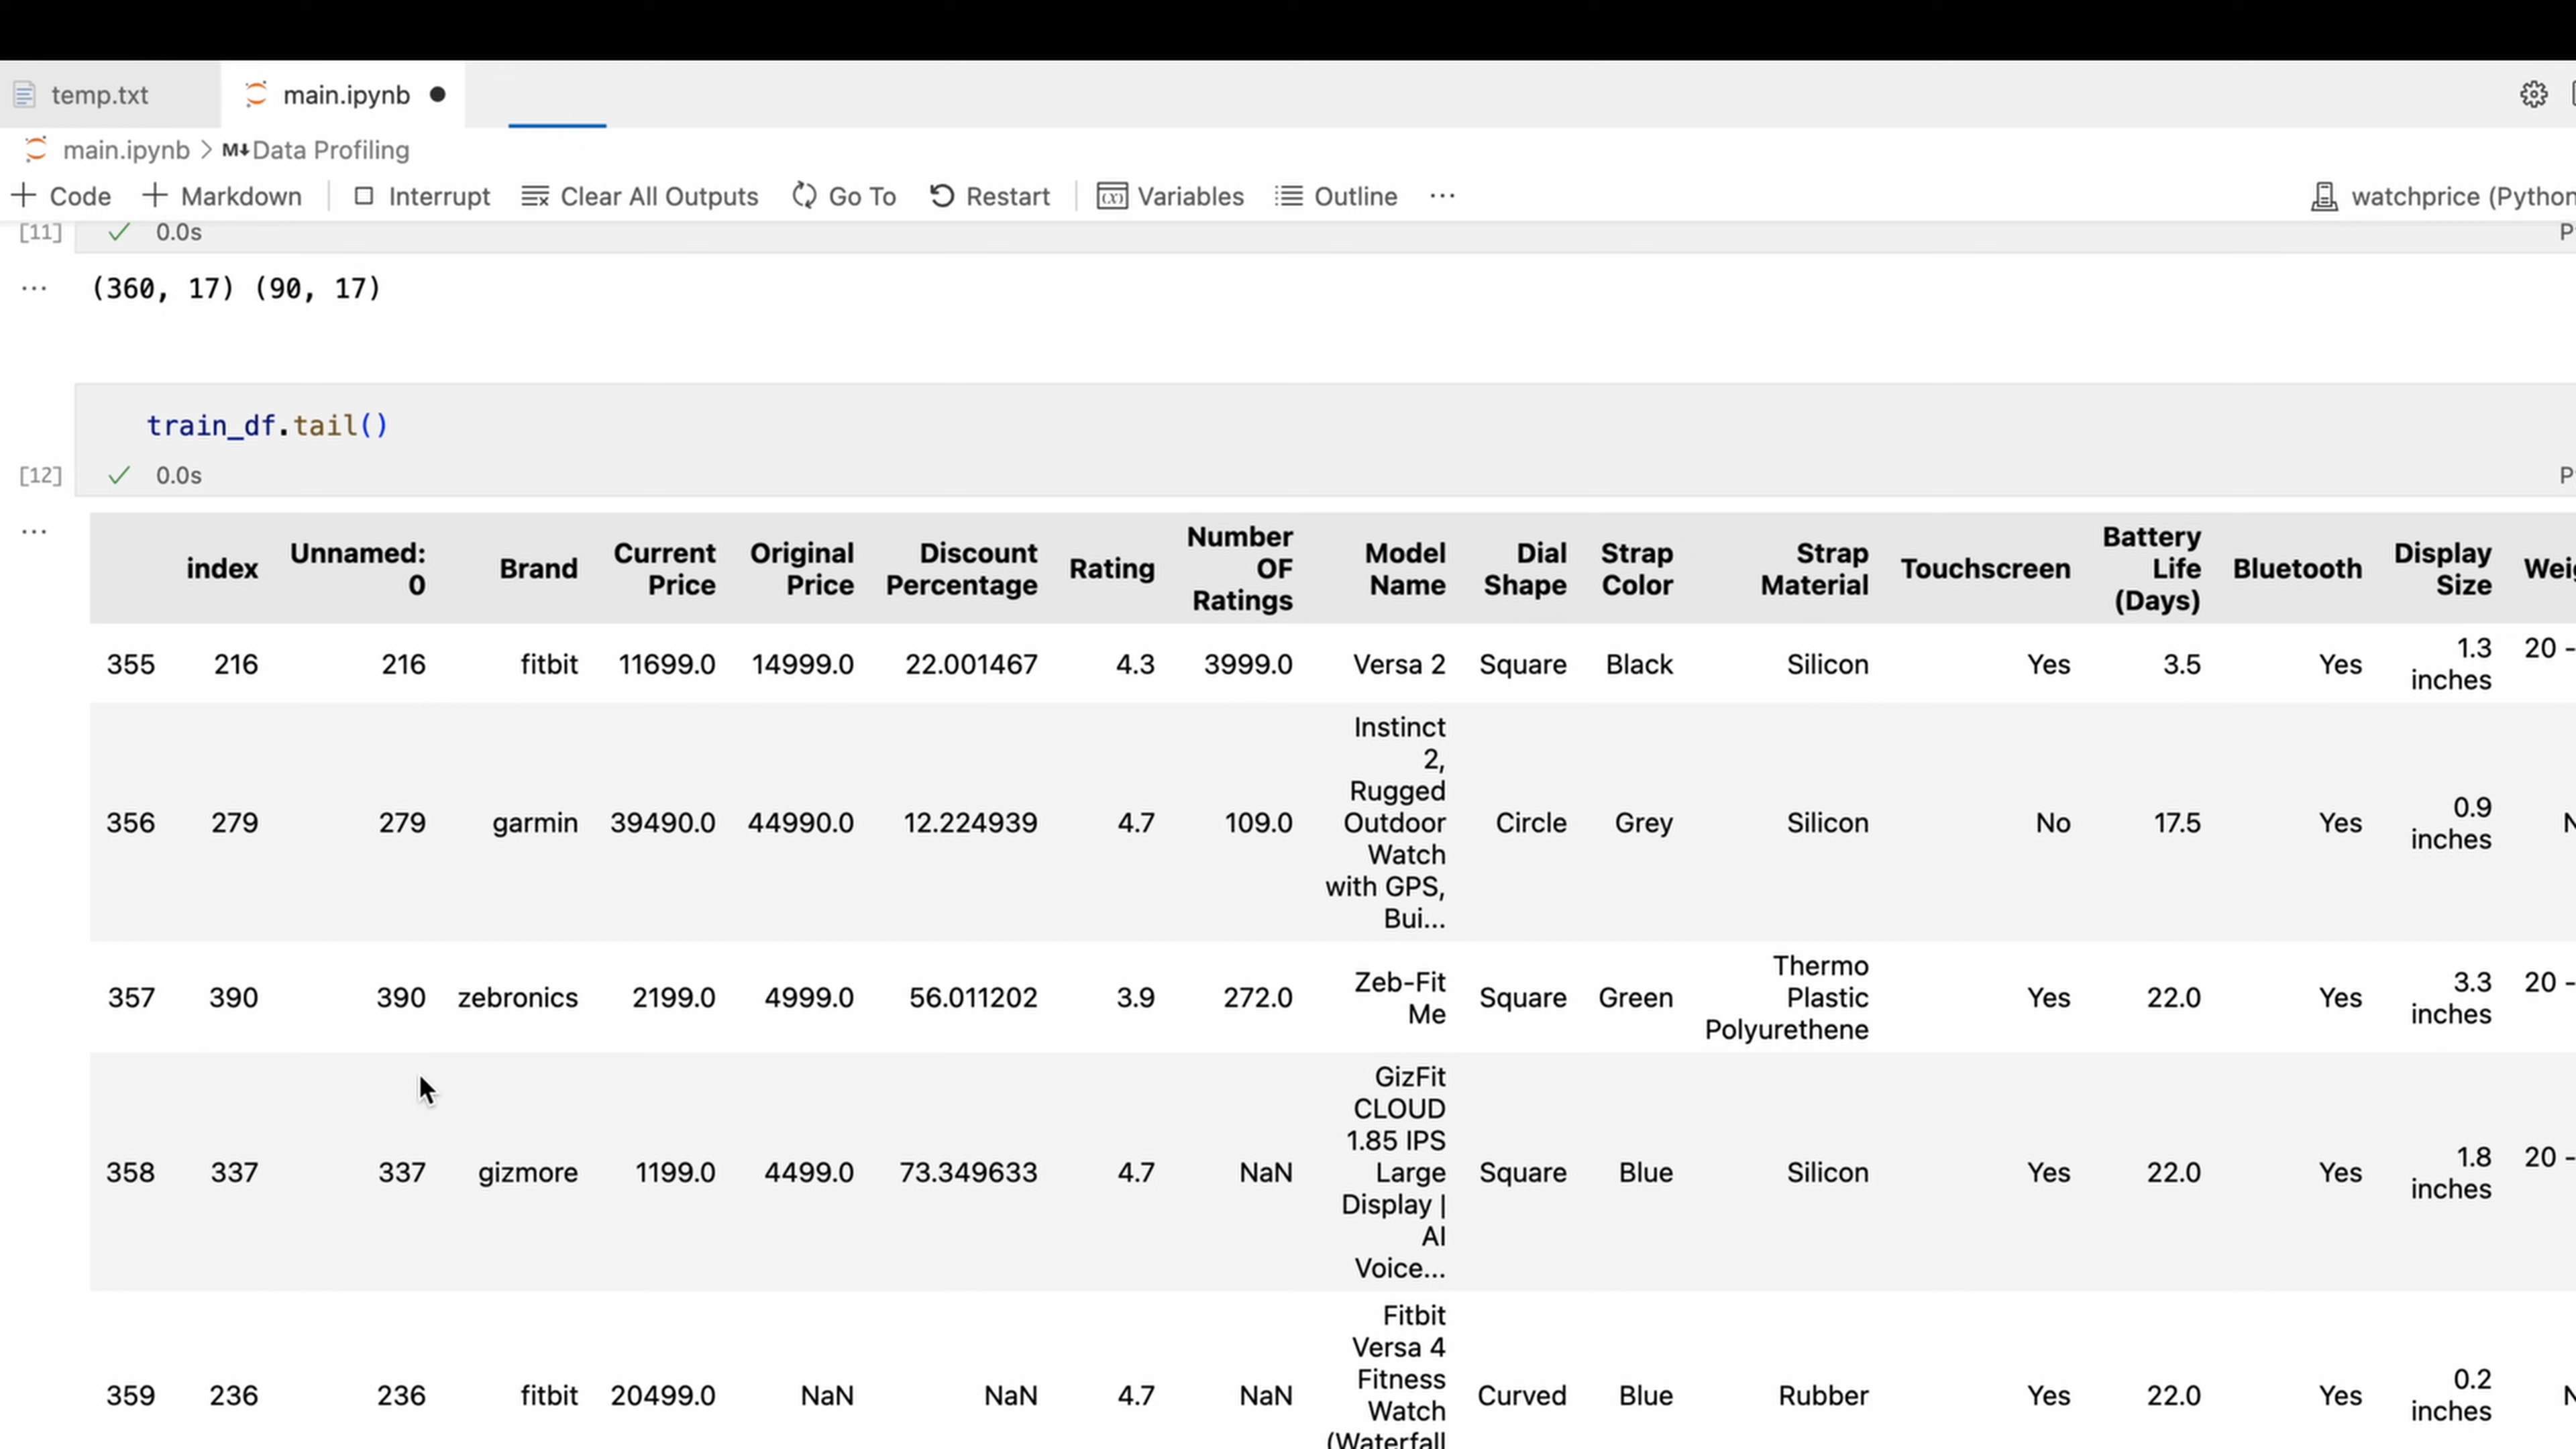 temp.txt
main.ipynb
main.ipynb > M↓Data Profiling
+ Code + Markdown Interrupt Clear All Outputs Go To Restart Variables Outline ... watchprice (Python
[11] ✓ 0.0s P
... (360, 17) (90, 17)
train_df.tail()
[12] ✓ 0.0s P
...
Number Battery
Unnamed: Current Original Discount OF Model Dial Strap Strap Life Display
index 0 Brand Price Price Percentage Rating Ratings Name Shape Color Material Touchscreen (Days) Bluetooth Size
355 216 216 fitbit 11699.0 14999.0 22.001467 4.3 3999.0 Versa 2 Square Black Silicon Yes 3.5 Yes 1.3 20 -
inches
Instinct
2,
Rugged
356 279 279 garmin 39490.0 44990.0 12.224939 4.7 109.0 Outdoor Circle Grey Silicon No 17.5 Yes 0.9
Watch inches
with GPS,
Bui...
Thermo
357 390 390 zebronics 2199.0 4999.0 56.011202 3.9 272.0 Zeb-Fit Square Green Plastic Yes 22.0 Yes 3.3 20 -
Me Polyurethene inches
GizFit
CLOUD
1.85 IPS
358 337 337 gizmore 1199.0 4499.0 73.349633 4.7 NaN Large Square Blue Silicon Yes 22.0 Yes 1.8 20 -
Display | inches
AI
Voice...
Fitbit
Versa 4
359 236 236 fitbit 20499.0 NaN NaN 4.7 NaN Fitness Curved Blue Rubber Yes 22.0 Yes 0.2
Watch inches
(Waterfall